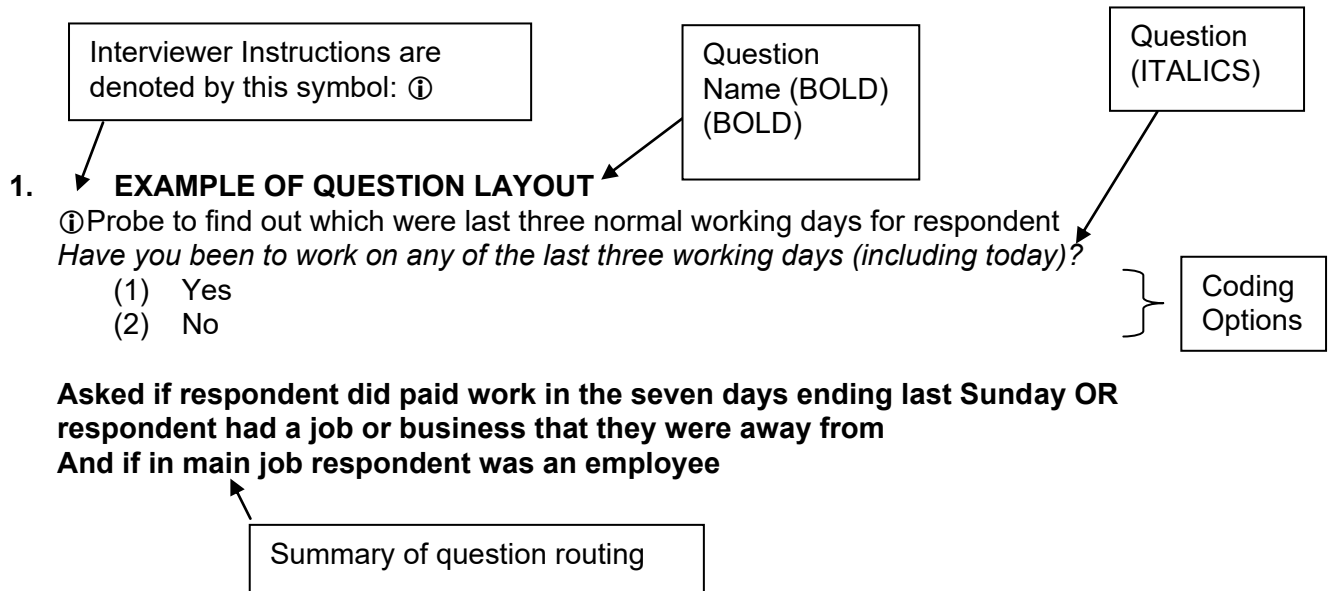 Interviewer Instructions are
denoted by this symbol: ⓘ
Question
Name (BOLD)
(BOLD)
Question
(ITALICS)
1. EXAMPLE OF QUESTION LAYOUT
ⓘProbe to find out which were last three normal working days for respondent
Have you been to work on any of the last three working days (including today)?
(1) Yes
(2) No
Coding
Options
Asked if respondent did paid work in the seven days ending last Sunday OR
respondent had a job or business that they were away from
And if in main job respondent was an employee
Summary of question routing